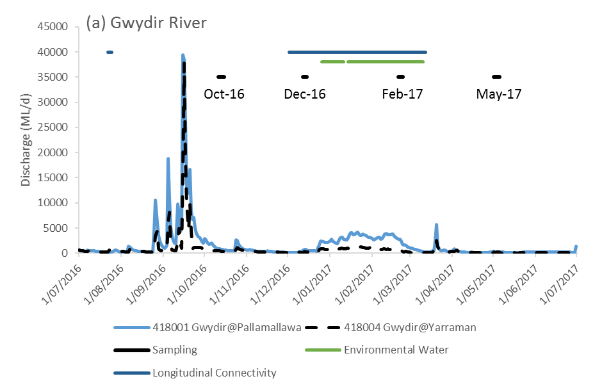 (a) Gwydir River
Discharge (ML/d)
45000
40000
35000
30000
25000
20000
15000
10000
5000
0
Oct-16
Dec-16
Feb-17
May-17
1/07/2016
1/08/2016
1/09/2016
1/10/2016
1/11/2016
1/12/2016
1/01/2017
1/02/2017
1/03/2017
1/04/2017
1/05/2017
1/06/2017
1/07/2017
418001 Gwydir@Pallamallawa
418004 Gwydir@Yarraman
Sampling
Environmental Water
Longitudinal Connectivity